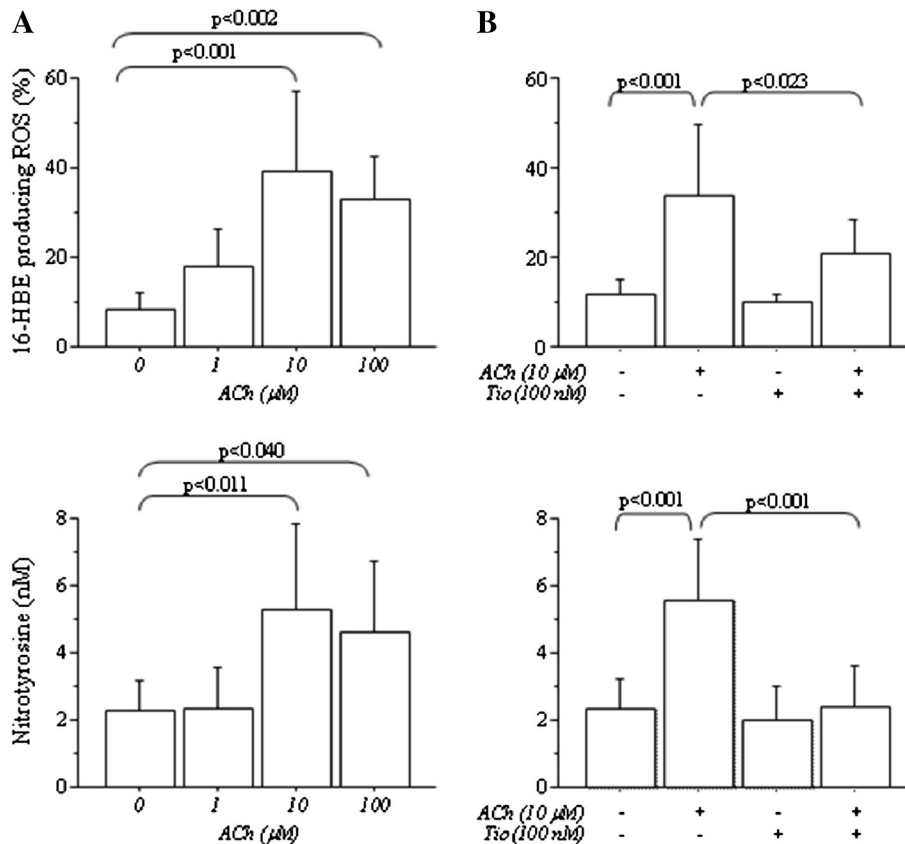 A
p<0.002
p<0.001
16-HBE producing ROS (%)
60
40
20
0
0 1 10 100
ACh (µM)
B
p<0.001 p<0.023
60
40
20
0
ACh (10 µM) - + - +
Tio (100 nM) - - + +
p<0.040
p<0.011
Nitrotyrosine (nM)
8
6
4
2
0
0 1 10 100
ACh (µM)
p<0.001 p<0.001
8
6
4
2
0
ACh (10 µM) - + - +
Tio (100 nM) - - + +